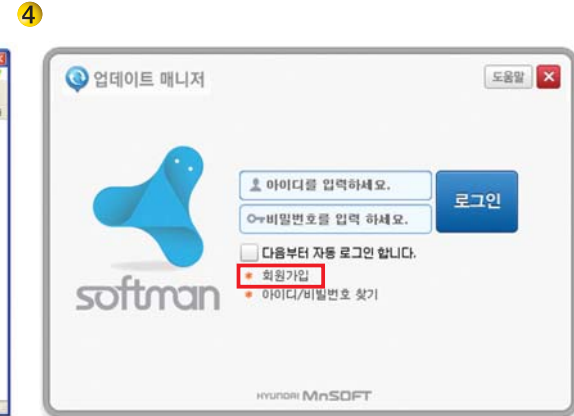 4
업데이트 매니저
도움말
아이디를 입력하세요.
비밀번호를 입력 하세요.
로그인
다음부터 자동 로그인 합니다.
회원가입
아이디/비밀번호 찾기
softman
HYUNDAI MnSOFT